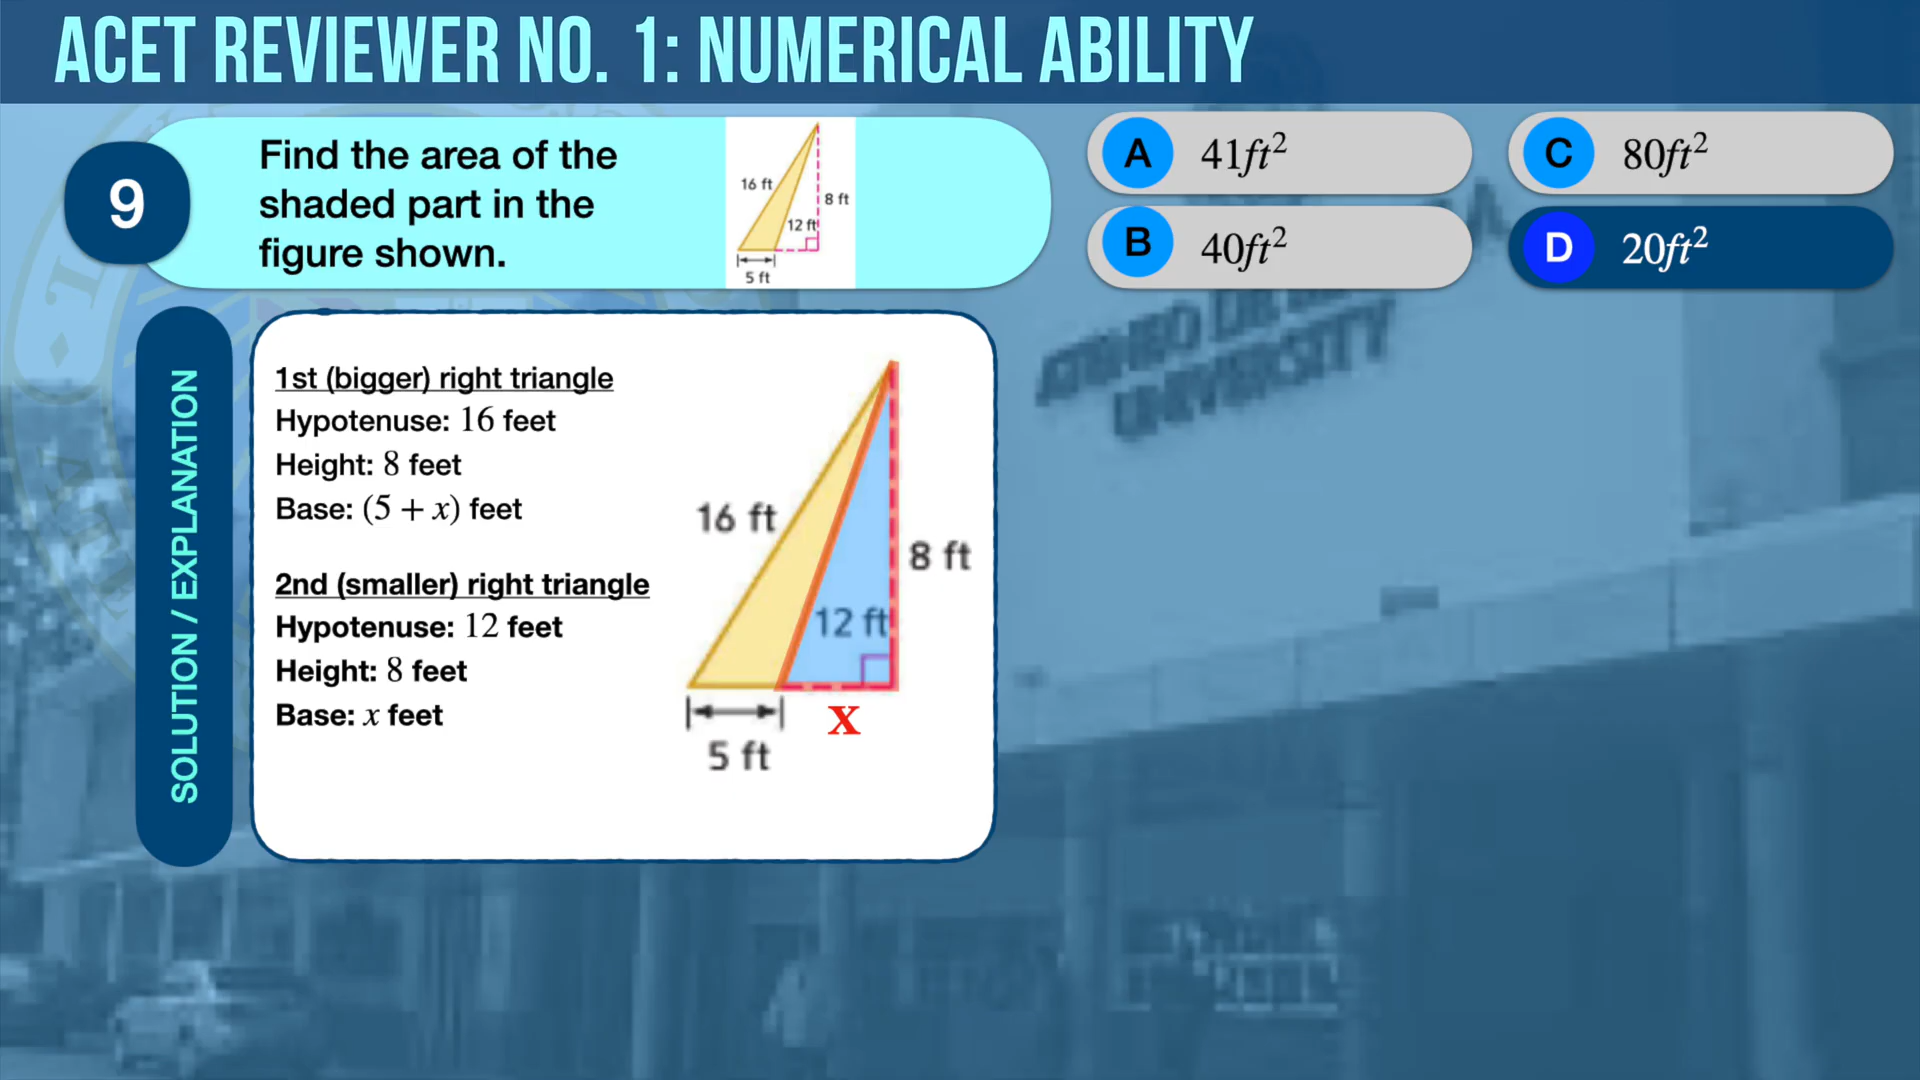 ACET REVIEWER NO. 1: NUMERICAL ABILITY
9
Find the area of the
shaded part in the
figure shown.
16 ft
8 ft
12 ft
5 ft
A 41ft²
B 40ft²
C 80ft²
D 20ft²
SOLUTION / EXPLANATION
1st (bigger) right triangle
Hypotenuse: 16 feet
Height: 8 feet
Base: (5 + x) feet
2nd (smaller) right triangle
Hypotenuse: 12 feet
Height: 8 feet
Base: x feet
16 ft
8 ft
12 ft
x
5 ft
UNIVERSITY